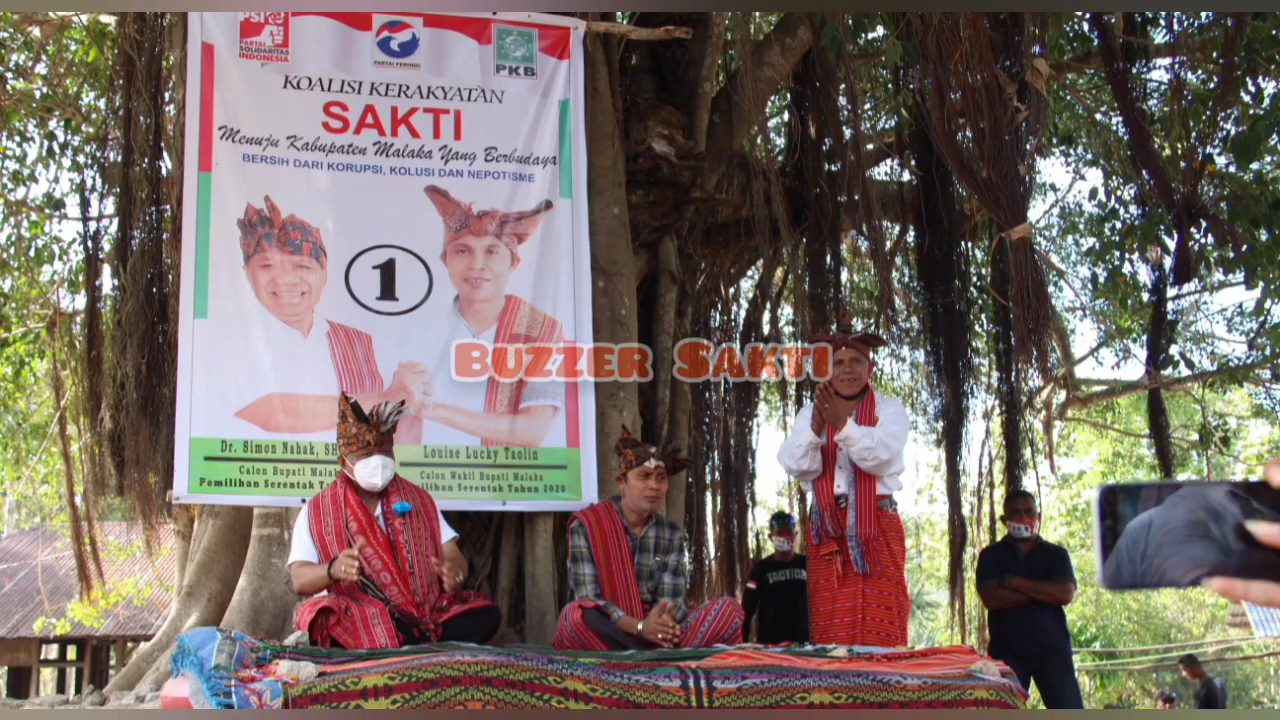 PSI
PARTAI
SOLIDARITAS
INDONESIA
PARTAI PERINDO
PKB
KOALISI KERAKYATAN
SAKTI
Menuju Kabupaten Malaka Yang Berbudaya
BERSIH DARI KORUPSI, KOLUSI DAN NEPOTISME
1
BUZZER SAKTI
Dr. Simon Nahak, SH
Calon Bupati Malaka
Pemilihan Serentak
Louise Lucky Taolin
Calon Wakil Bupati Malaka
Serentak Tahun 2020
TACTICAL